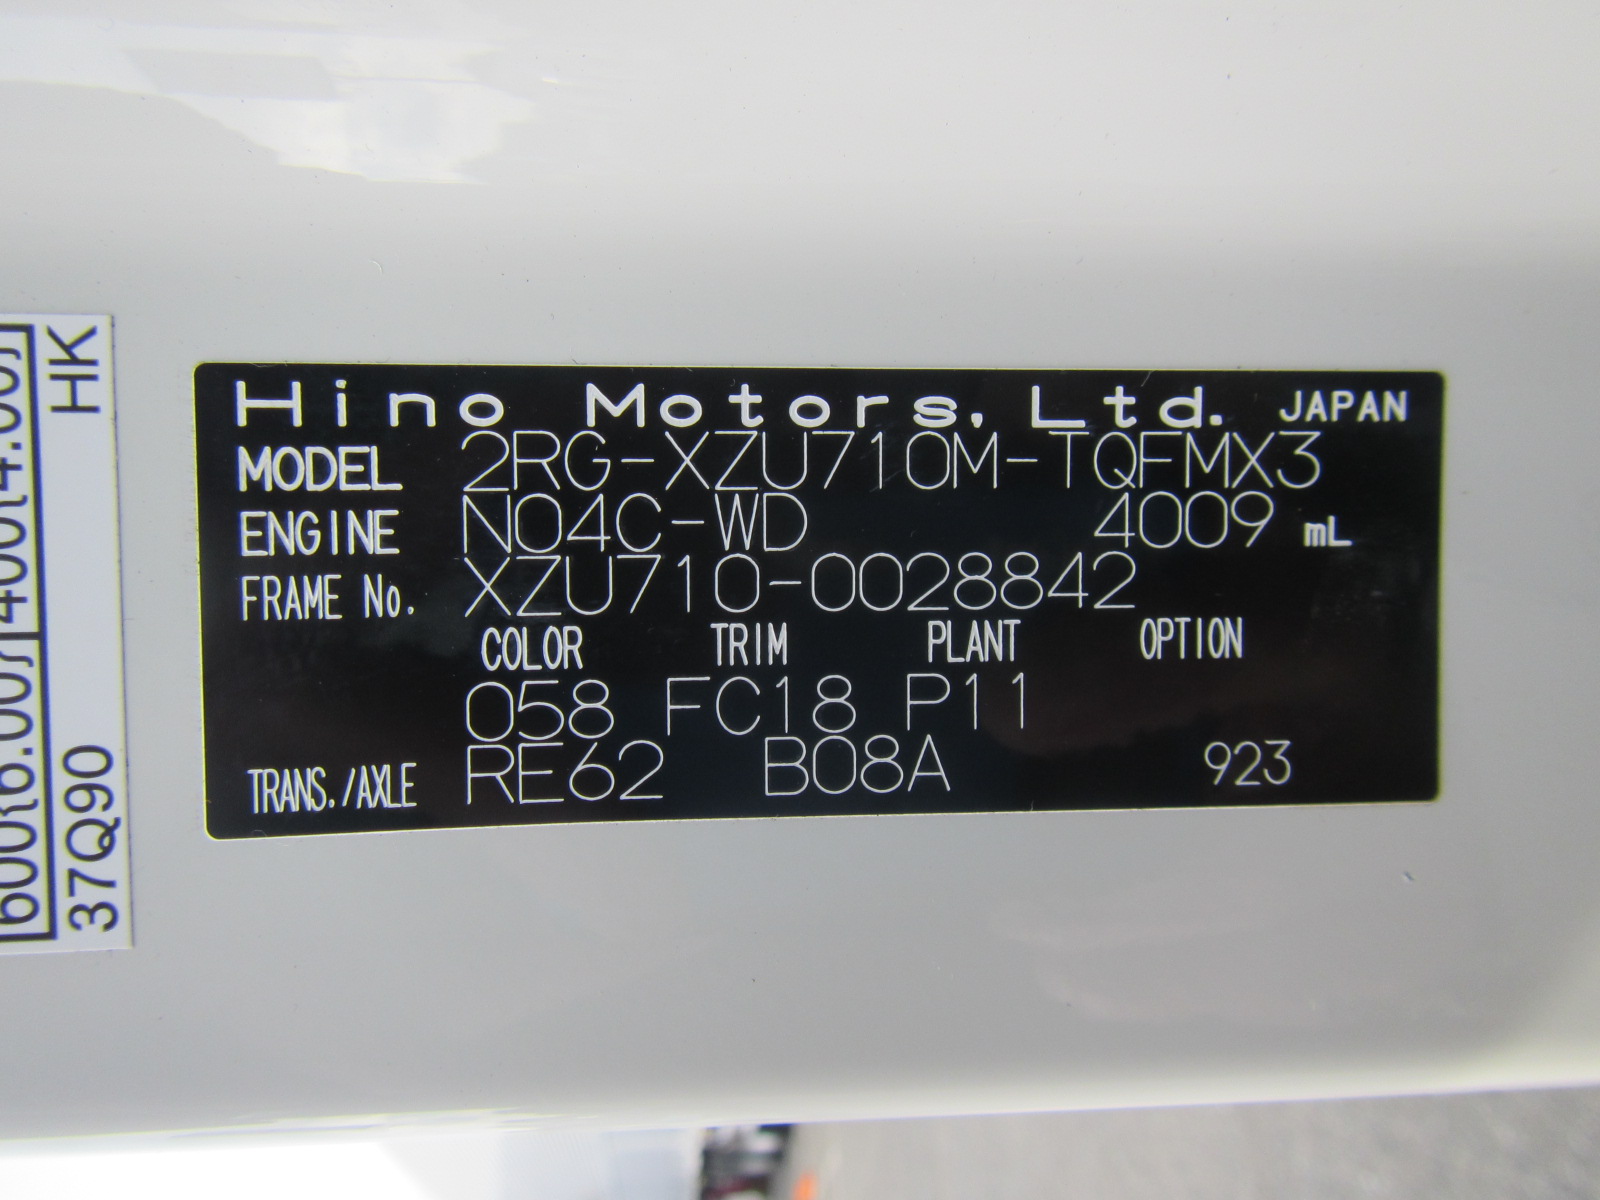 Hino Motors, Ltd. JAPAN
MODEL 2RG-XZU710M-TQFMX3
ENGINE N04C-WD 4009 mL
FRAME No. XZU710-0028842
COLOR TRIM PLANT OPTION
058 FC18 P11
TRANS./AXLE RE62 B08A 923
HK
37Q90